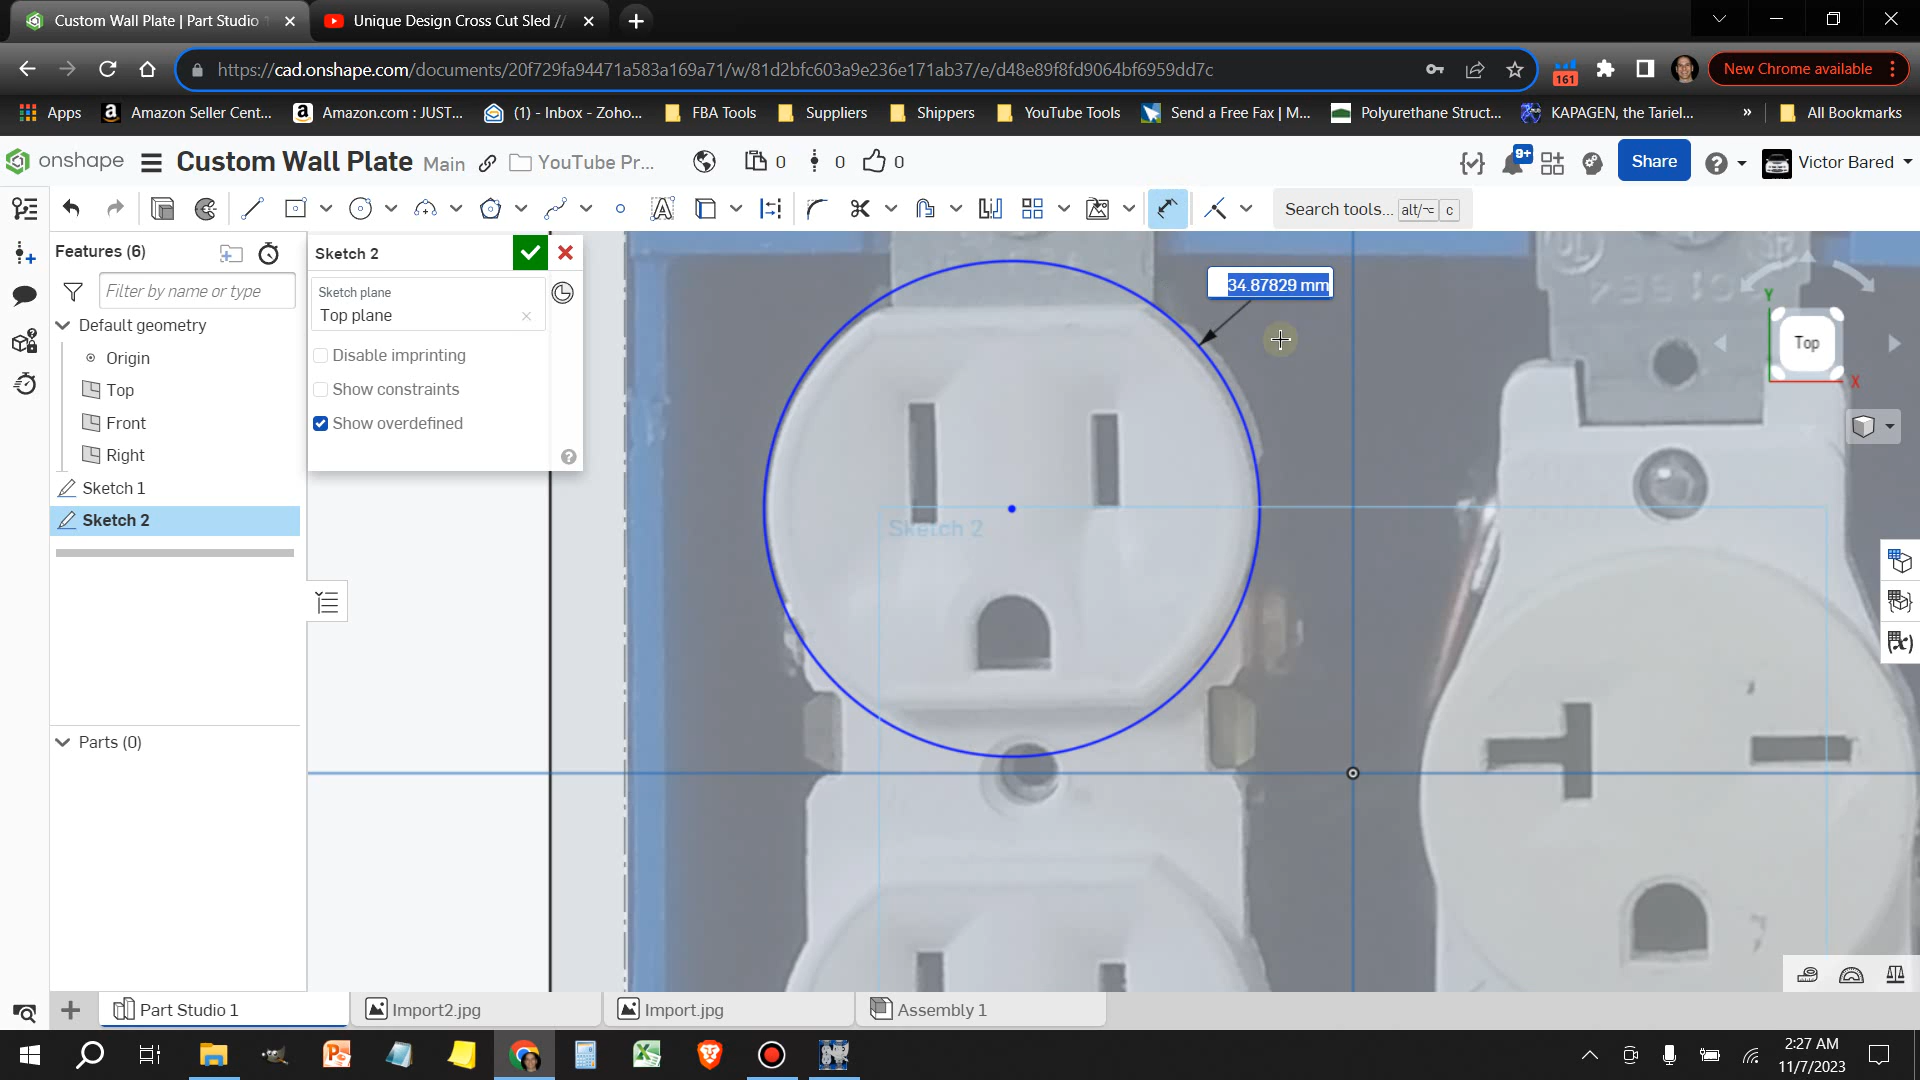 Custom Wall Plate | Part Studio 1
Unique Design Cross Cut Sled //
https://cad.onshape.com/documents/20f729fa94471a583a169a71/w/81d2bfc603a9e236e171ab37/e/d48e89f8fd9064bf6959dd7c
161
New Chrome available
Apps
Amazon Seller Cent...
Amazon.com : JUST...
(1) - Inbox - Zoho...
FBA Tools
Suppliers
Shippers
YouTube Tools
Send a Free Fax | M...
Polyurethane Struct...
KAPAGEN, the Tariel...
»
All Bookmarks
onshape
Custom Wall Plate Main
YouTube Pr...
0
0
0
9+
Share
Victor Bared
Search tools... alt/⌥ c
Features (6)
Filter by name or type
Default geometry
Origin
Top
Front
Right
Sketch 1
Sketch 2
Parts (0)
Sketch 2
Sketch plane
Top plane
Disable imprinting
Show constraints
Show overdefined
34.87829 mm
Sketch 2
Y
Top
X
Part Studio 1
Import2.jpg
Import.jpg
Assembly 1
2:27 AM
11/7/2023